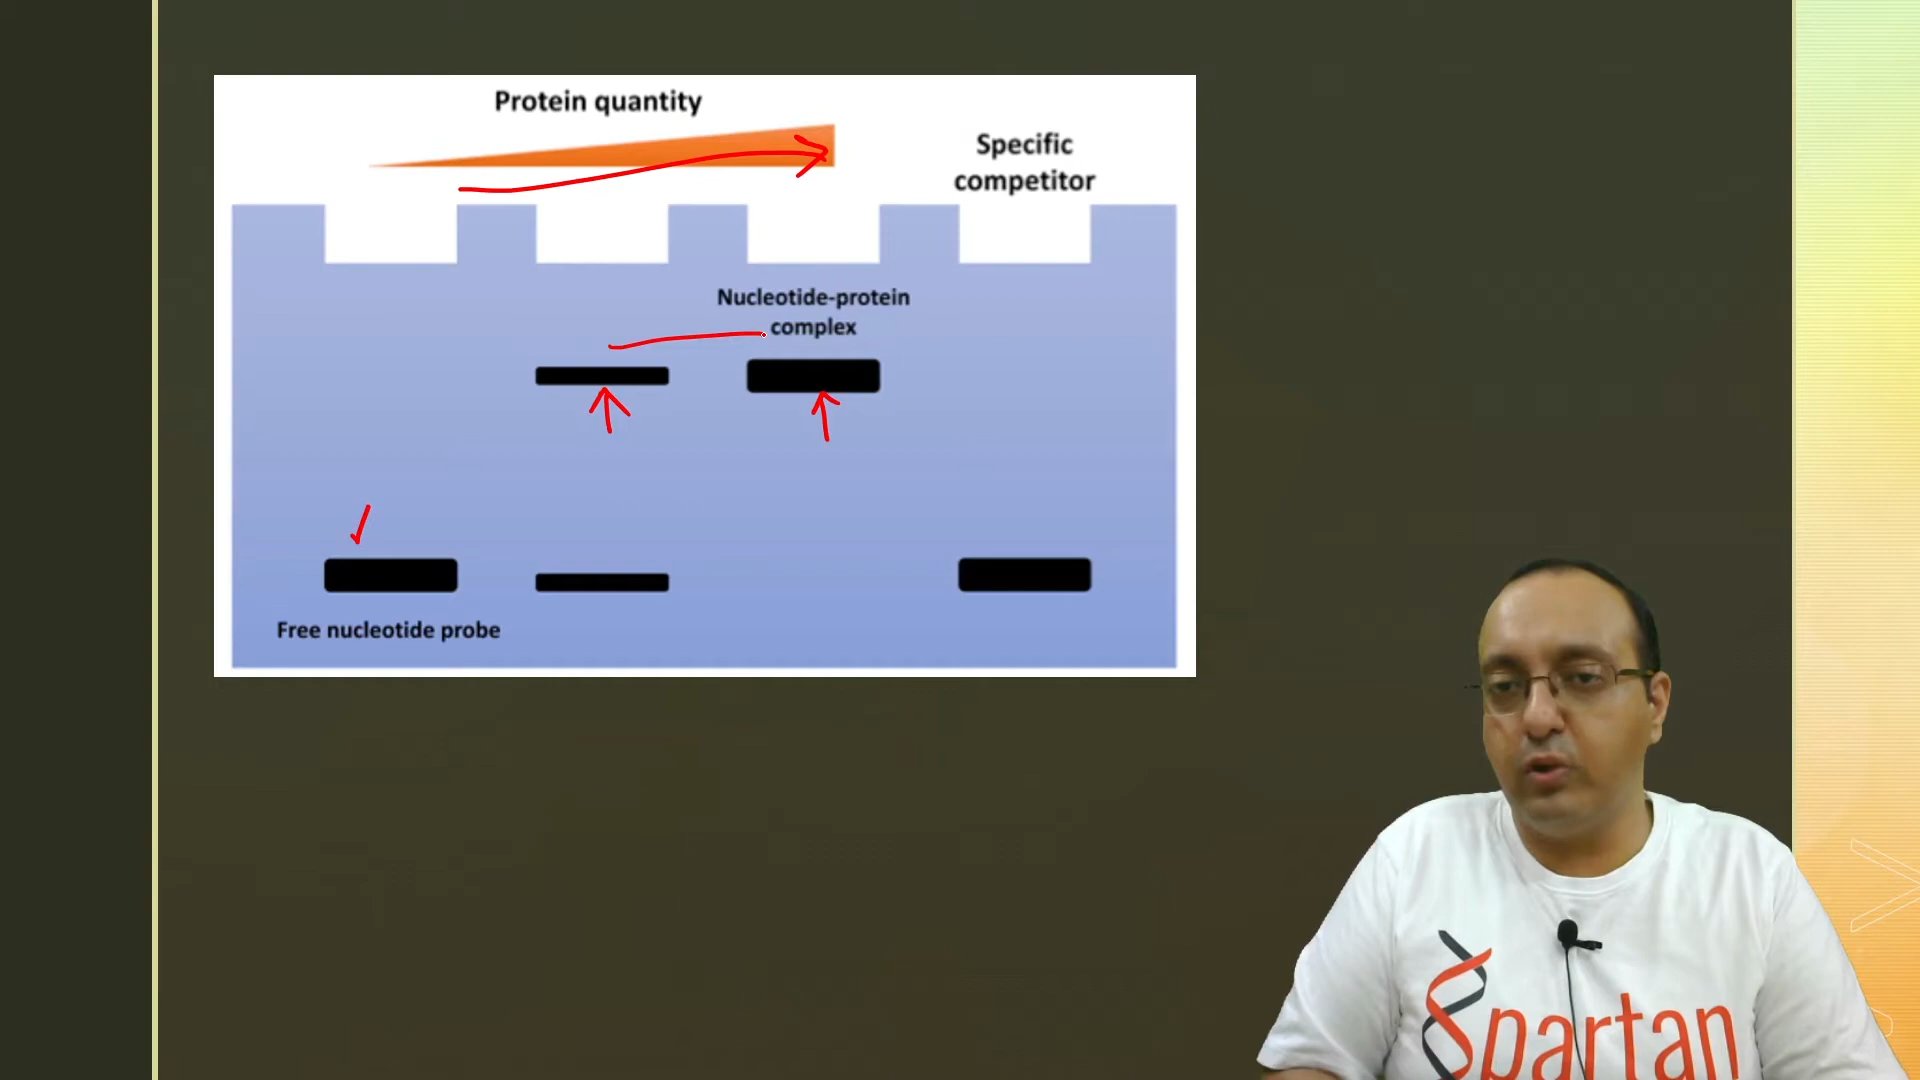 Protein quantity
Specific
competitor
Nucleotide-protein
complex
Free nucleotide probe
Spartan